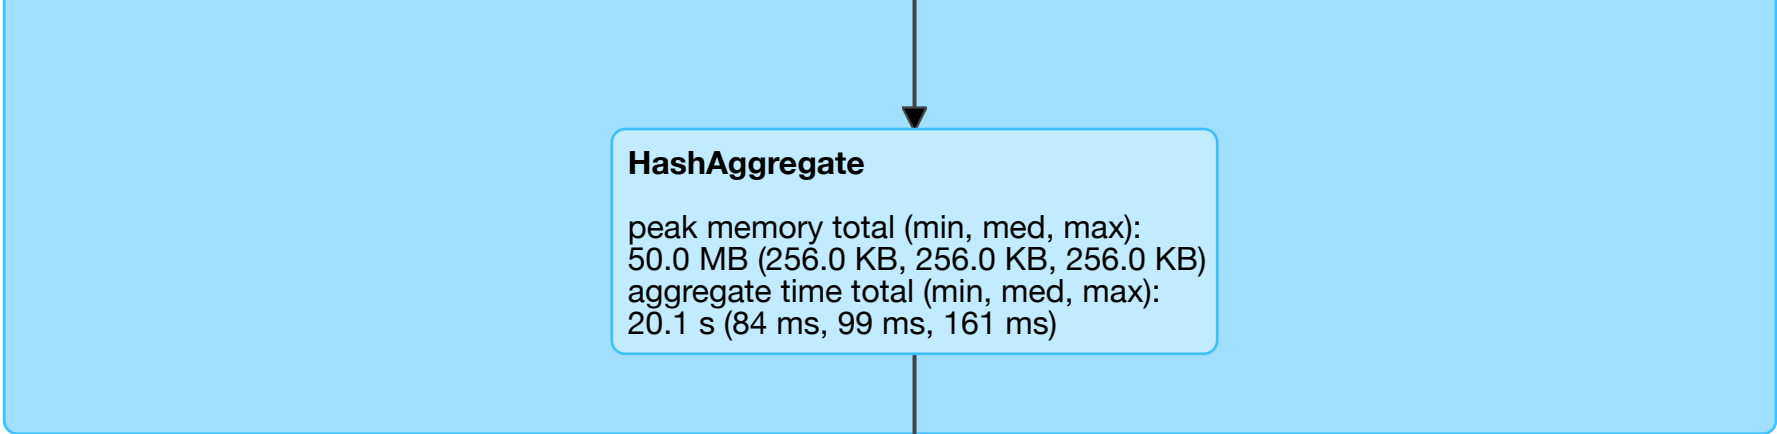 HashAggregate
peak memory total (min, med, max):
50.0 MB (256.0 KB, 256.0 KB, 256.0 KB)
aggregate time total (min, med, max):
20.1 s (84 ms, 99 ms, 161 ms)